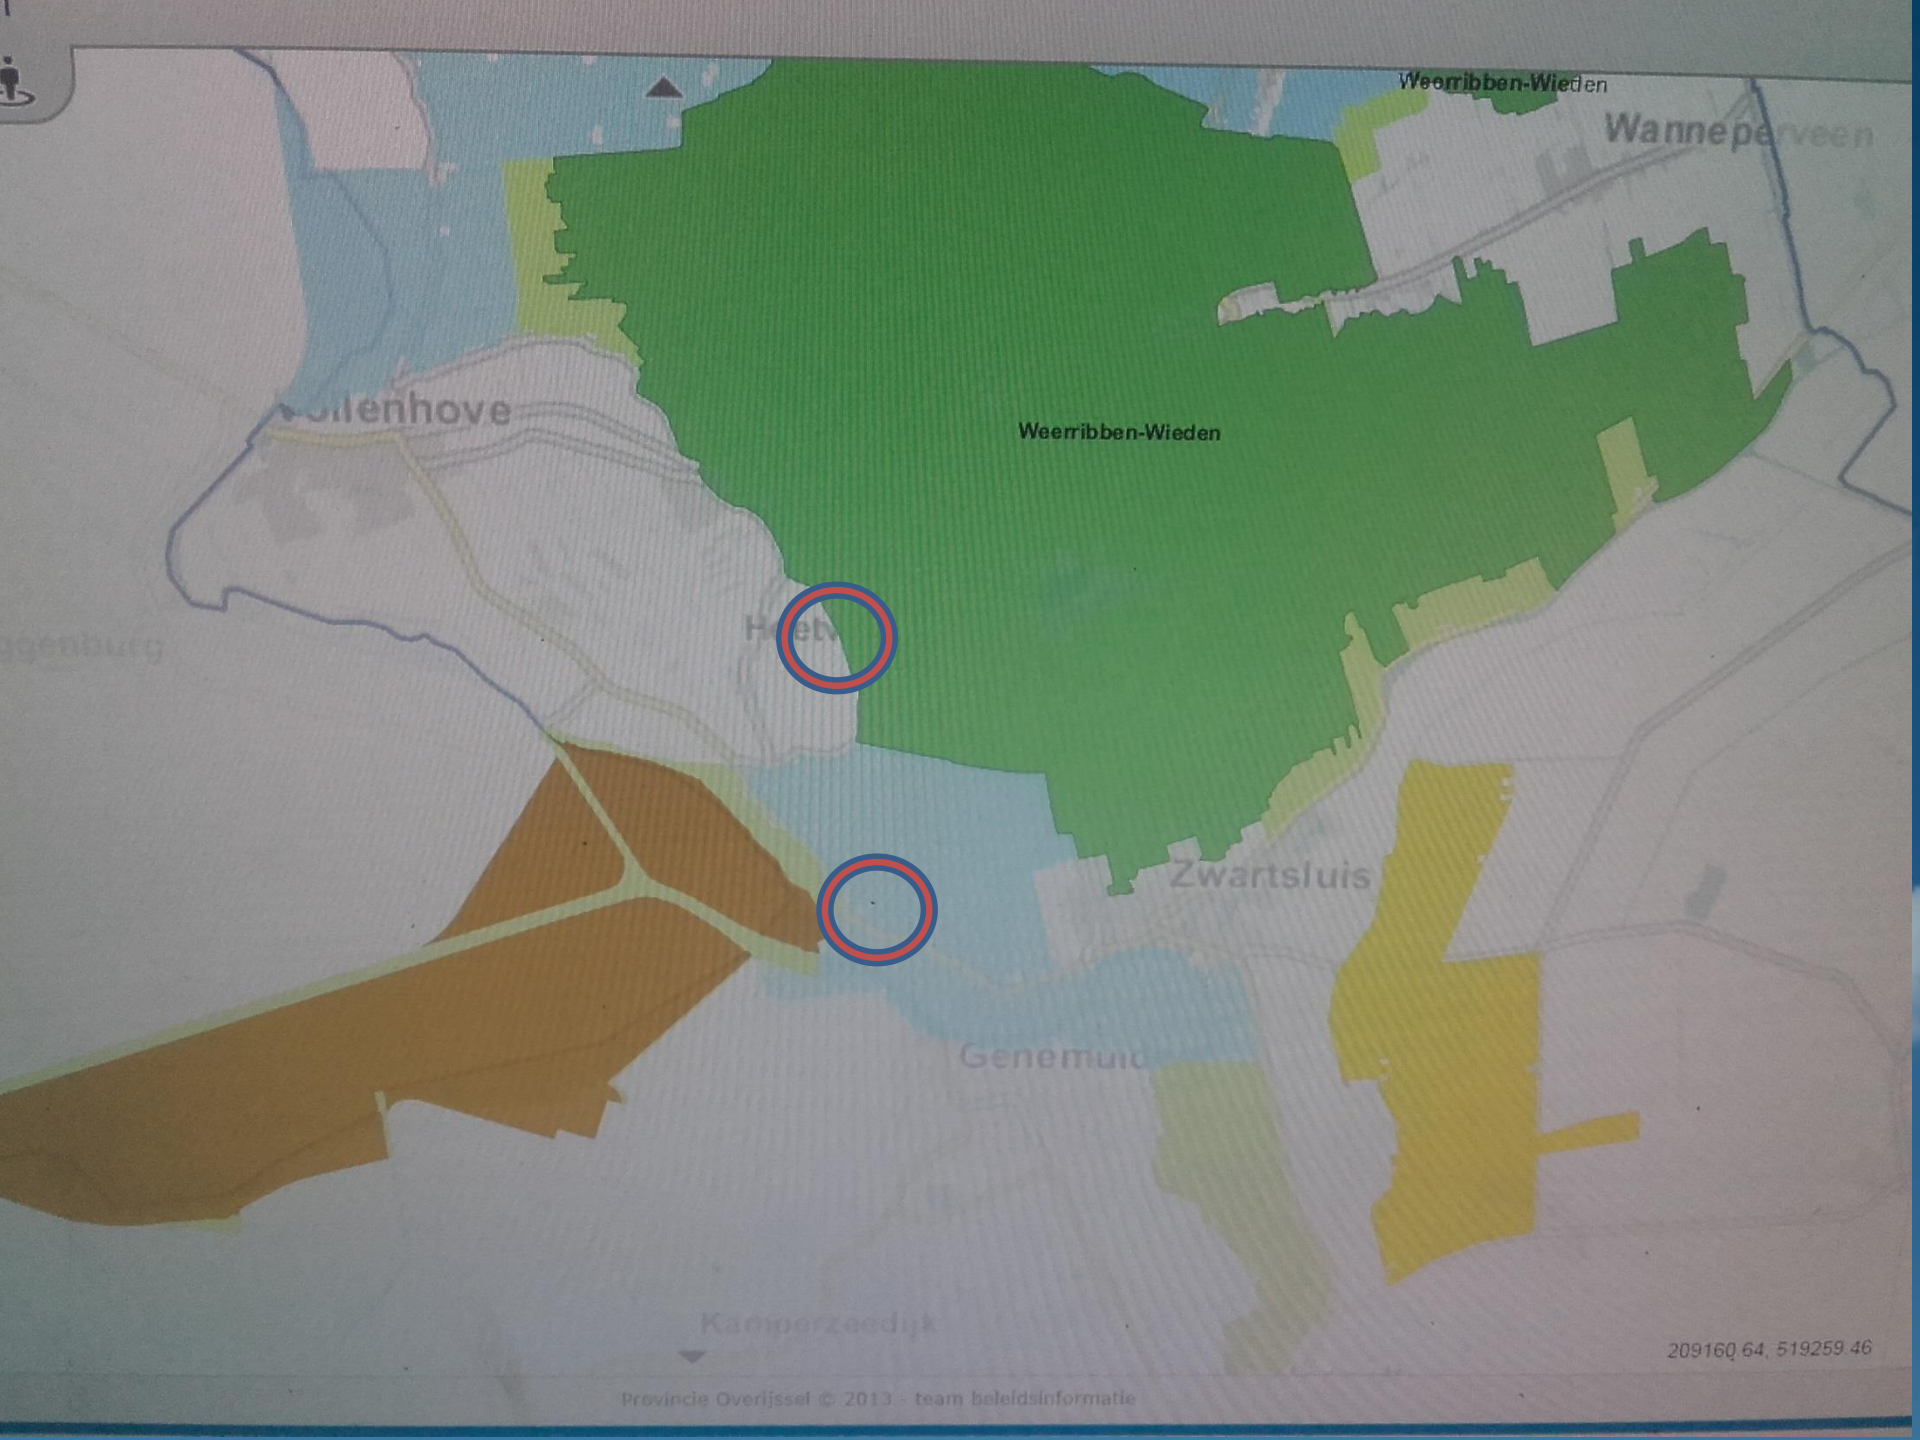 Weerribben-Wieden
Wanneperveen
Weerribben-Wieden
Zwartsluis
Genemuid
Kamperzeedijk
209160.64, 519259.46
Provincie Overijssel © 2013 - team beleidsinformatie